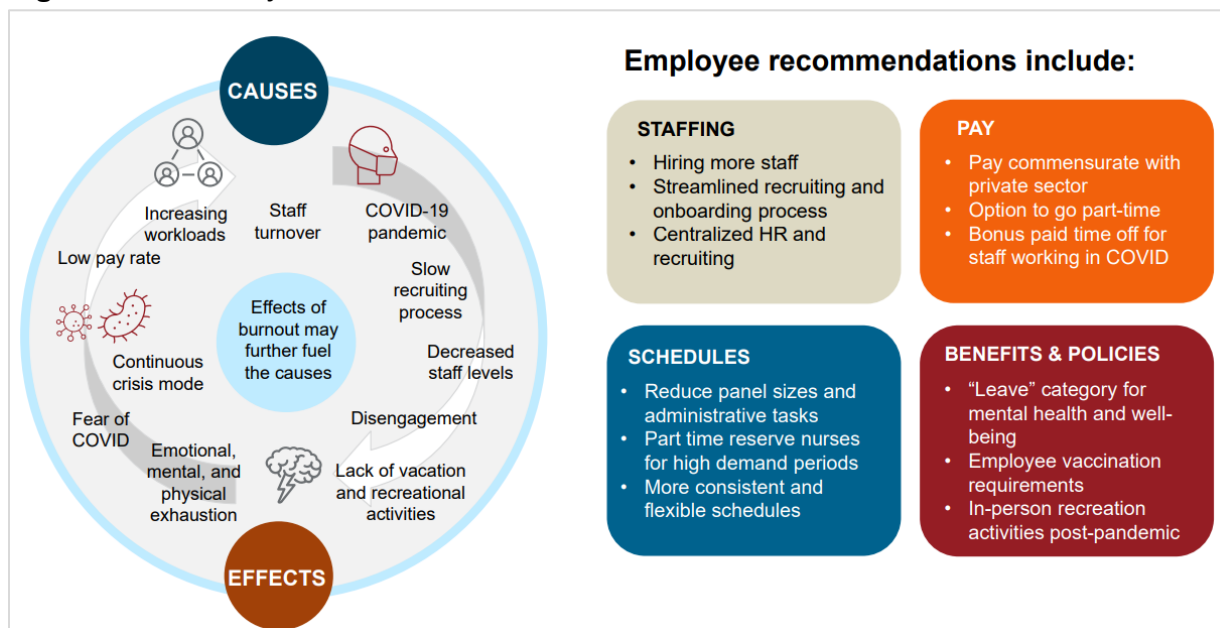 CAUSES
Increasing
workloads
Staff
turnover
COVID-19
pandemic
Low pay rate
Slow
recruiting
process
Effects of
burnout may
further fuel
the causes
Continuous
crisis mode
Decreased
staff levels
Fear of
COVID
Disengagement
Emotional,
mental, and
physical
exhaustion
Lack of vacation
and recreational
activities
EFFECTS
Employee recommendations include:
STAFFING
• Hiring more staff
• Streamlined recruiting and
onboarding process
• Centralized HR and
recruiting
PAY
• Pay commensurate with
private sector
• Option to go part-time
• Bonus paid time off for
staff working in COVID
SCHEDULES
• Reduce panel sizes and
administrative tasks
• Part time reserve nurses
for high demand periods
• More consistent and
flexible schedules
BENEFITS & POLICIES
• “Leave” category for
mental health and well-
being
• Employee vaccination
requirements
• In-person recreation
activities post-pandemic